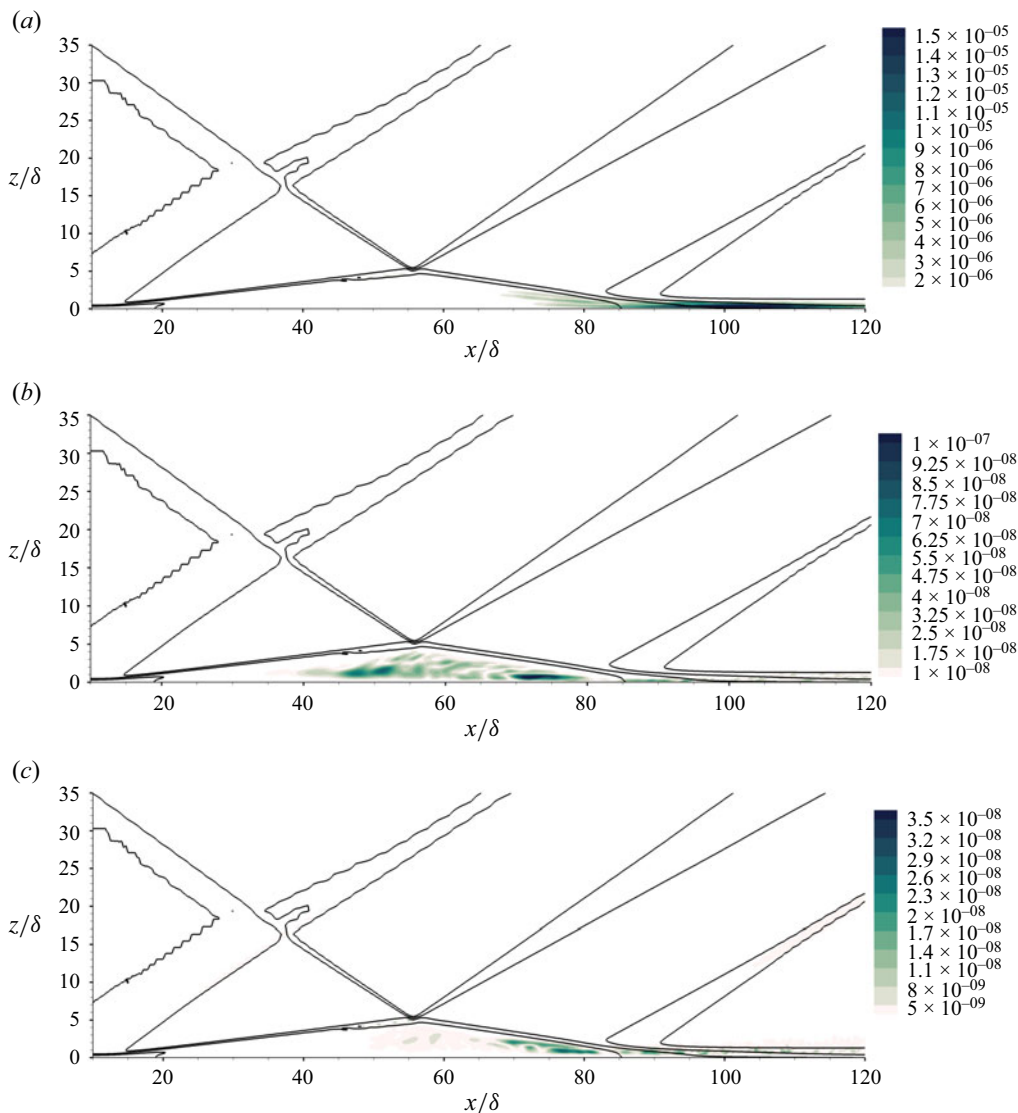 (a)
35
30
25
20
15
10
5
0
z/δ
20
40
60
80
100
120
x/δ
1.5 × 10⁻⁰⁵
1.4 × 10⁻⁰⁵
1.3 × 10⁻⁰⁵
1.2 × 10⁻⁰⁵
1.1 × 10⁻⁰⁵
1 × 10⁻⁰⁵
9 × 10⁻⁰⁶
8 × 10⁻⁰⁶
7 × 10⁻⁰⁶
6 × 10⁻⁰⁶
5 × 10⁻⁰⁶
4 × 10⁻⁰⁶
3 × 10⁻⁰⁶
2 × 10⁻⁰⁶
(b)
35
30
25
20
15
10
5
0
z/δ
20
40
60
80
100
120
x/δ
1 × 10⁻⁰⁷
9.25 × 10⁻⁰⁸
8.5 × 10⁻⁰⁸
7.75 × 10⁻⁰⁸
7 × 10⁻⁰⁸
6.25 × 10⁻⁰⁸
5.5 × 10⁻⁰⁸
4.75 × 10⁻⁰⁸
4 × 10⁻⁰⁸
3.25 × 10⁻⁰⁸
2.5 × 10⁻⁰⁸
1.75 × 10⁻⁰⁸
1 × 10⁻⁰⁸
(c)
35
30
25
20
15
10
5
0
z/δ
20
40
60
80
100
120
x/δ
3.5 × 10⁻⁰⁸
3.2 × 10⁻⁰⁸
2.9 × 10⁻⁰⁸
2.6 × 10⁻⁰⁸
2.3 × 10⁻⁰⁸
2 × 10⁻⁰⁸
1.7 × 10⁻⁰⁸
1.4 × 10⁻⁰⁸
1.1 × 10⁻⁰⁸
8 × 10⁻⁰⁹
5 × 10⁻⁰⁹